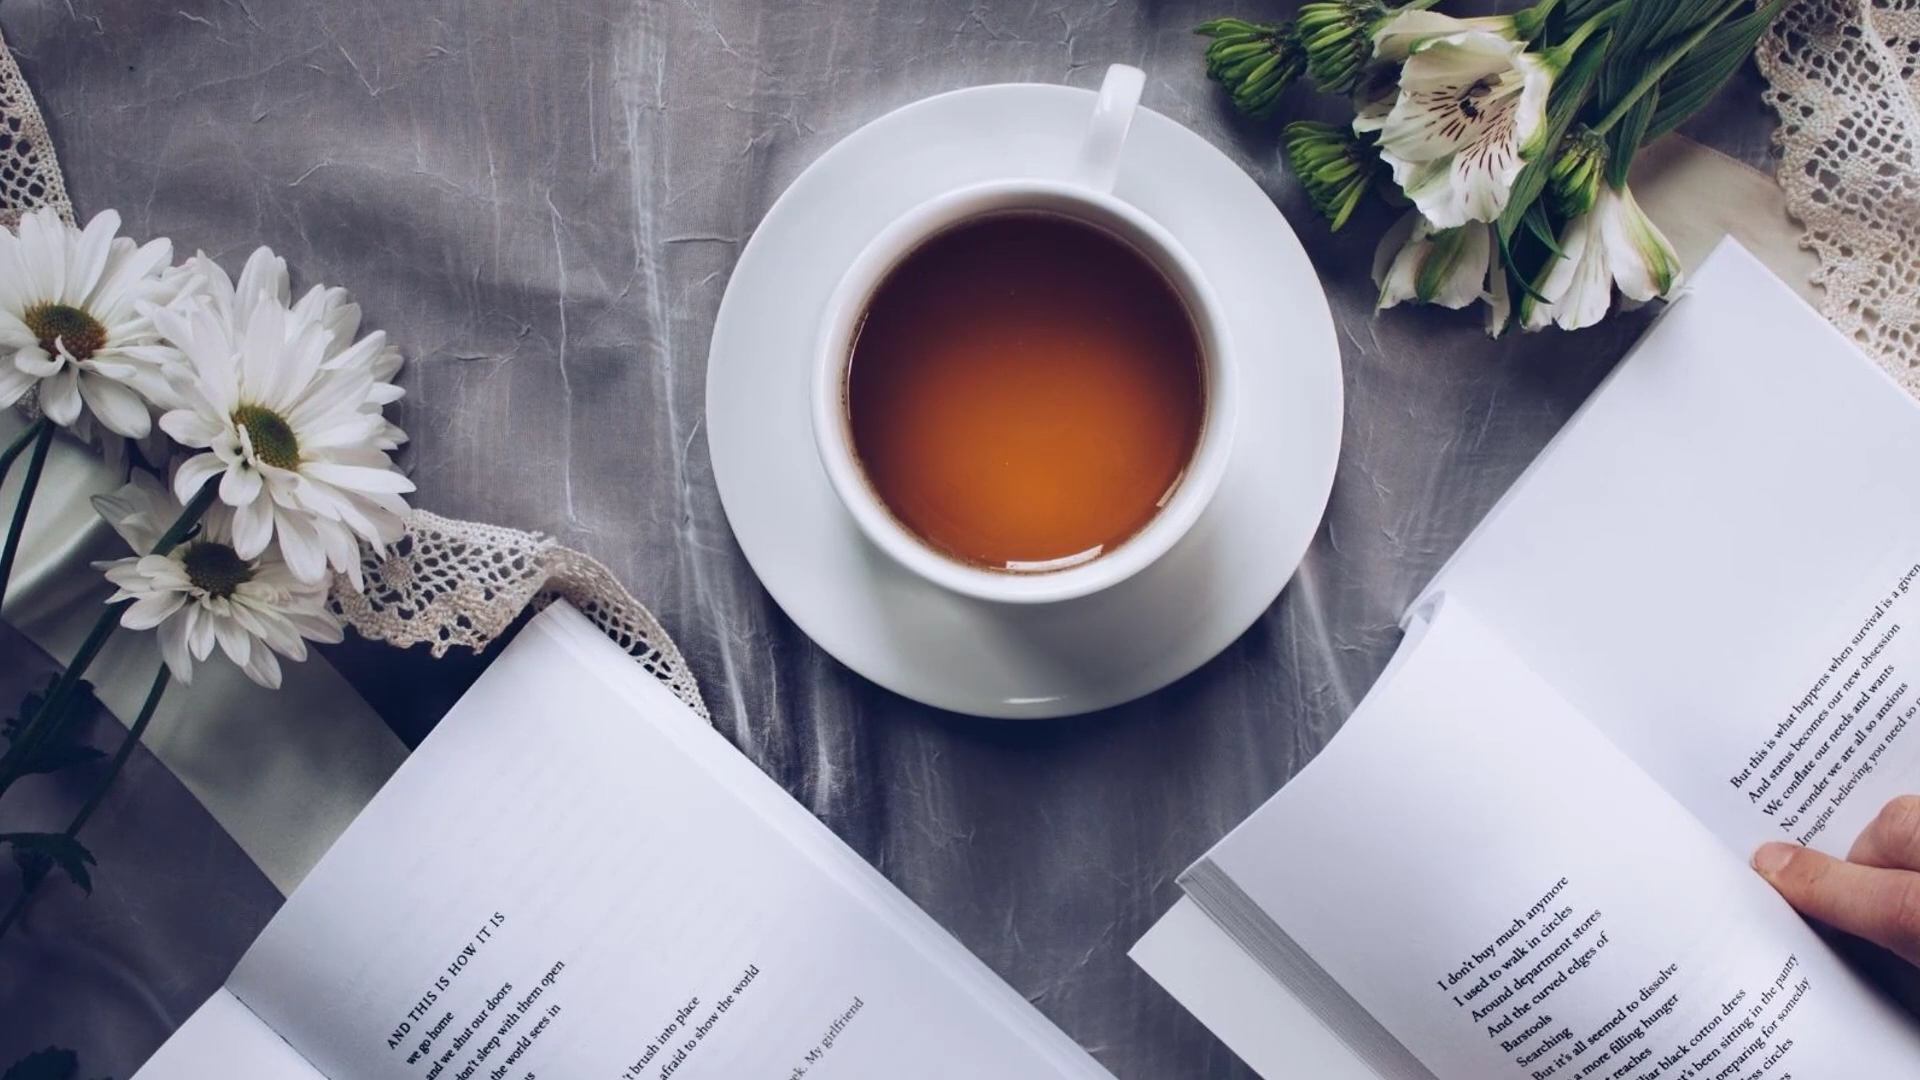 AND THIS IS HOW IT IS
we go home
and we shut our doors
don't sleep with them open
the world sees in
't brush into place
afraid to show the world
My girlfriend
I don't buy much anymore
I used to walk in circles
Around department stores
And the curved edges of
Barstools
Searching
But it's all seemed to dissolve
a more filling hunger
reaches
black cotton dress
's been sitting in the pantry
preparing for someday
circles
But this is what happens when survival is a given
And status becomes our new obsession
We conflate our needs and wants
No wonder we are all so anxious
Imagine believing you need so